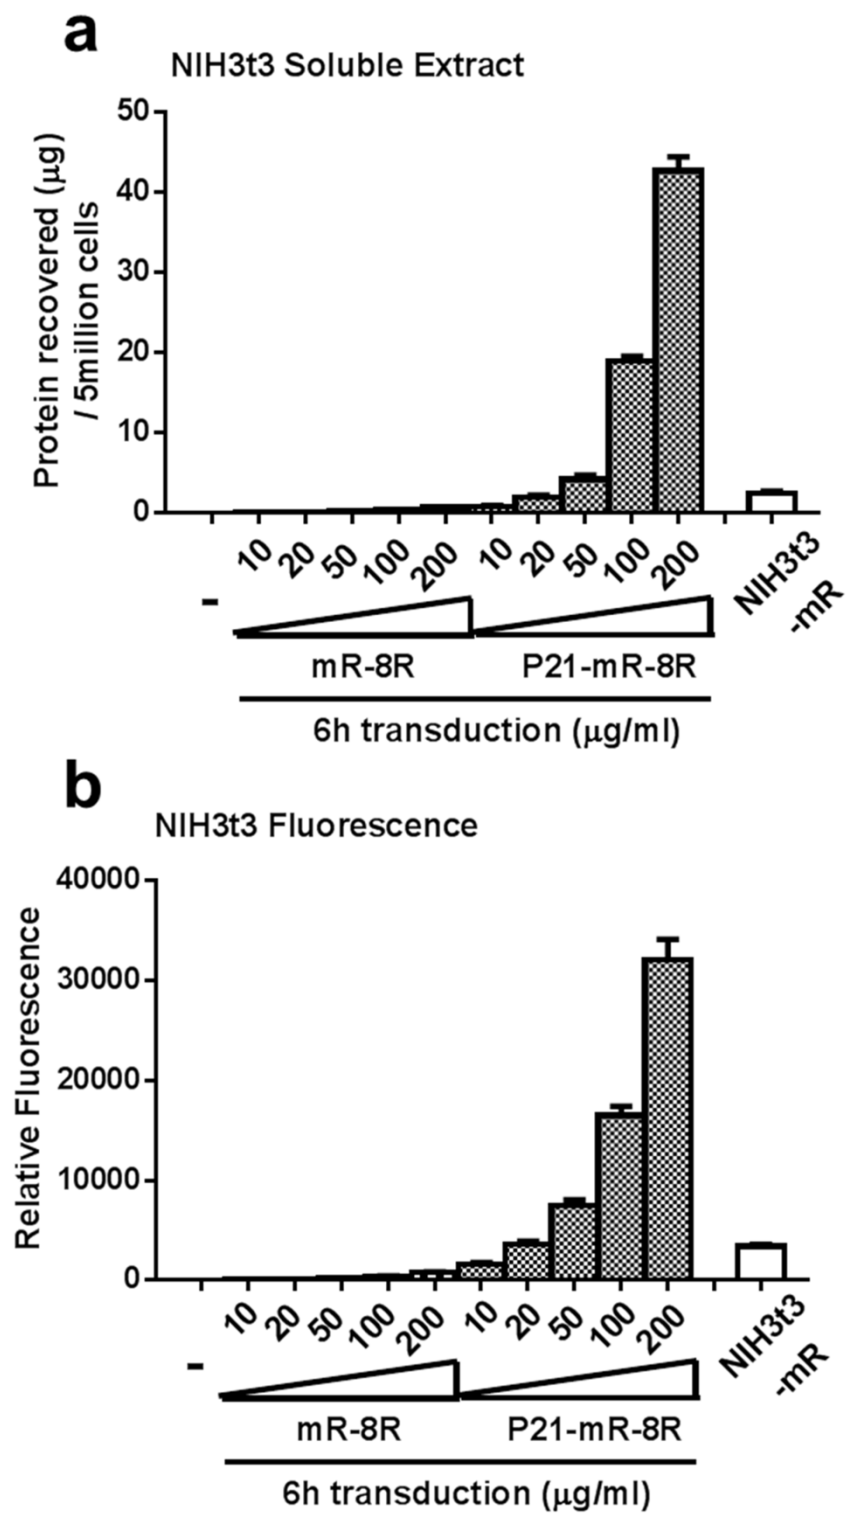 a
NIH3t3 Soluble Extract
Protein recovered (µg)
/ 5million cells
50
40
30
20
10
0
- 10 20 50 100 200 10 20 50 100 200 NIH3t3
-mR
mR-8R P21-mR-8R
6h transduction (µg/ml)
b
NIH3t3 Fluorescence
Relative Fluorescence
40000
30000
20000
10000
0
- 10 20 50 100 200 10 20 50 100 200 NIH3t3
-mR
mR-8R P21-mR-8R
6h transduction (µg/ml)